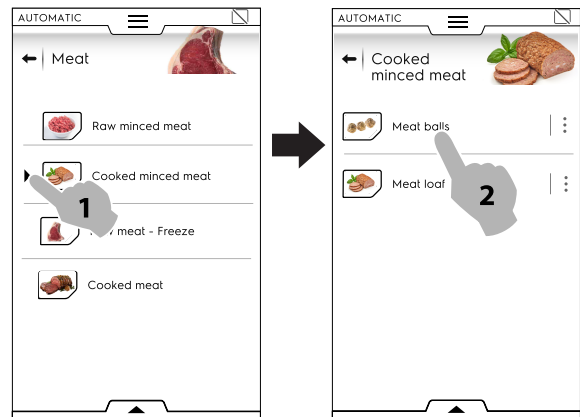 AUTOMATIC
Meat
Raw minced meat
Cooked minced meat
1
meat - Freeze
Cooked meat
AUTOMATIC
Cooked
minced meat
Meat balls
Meat loaf
2